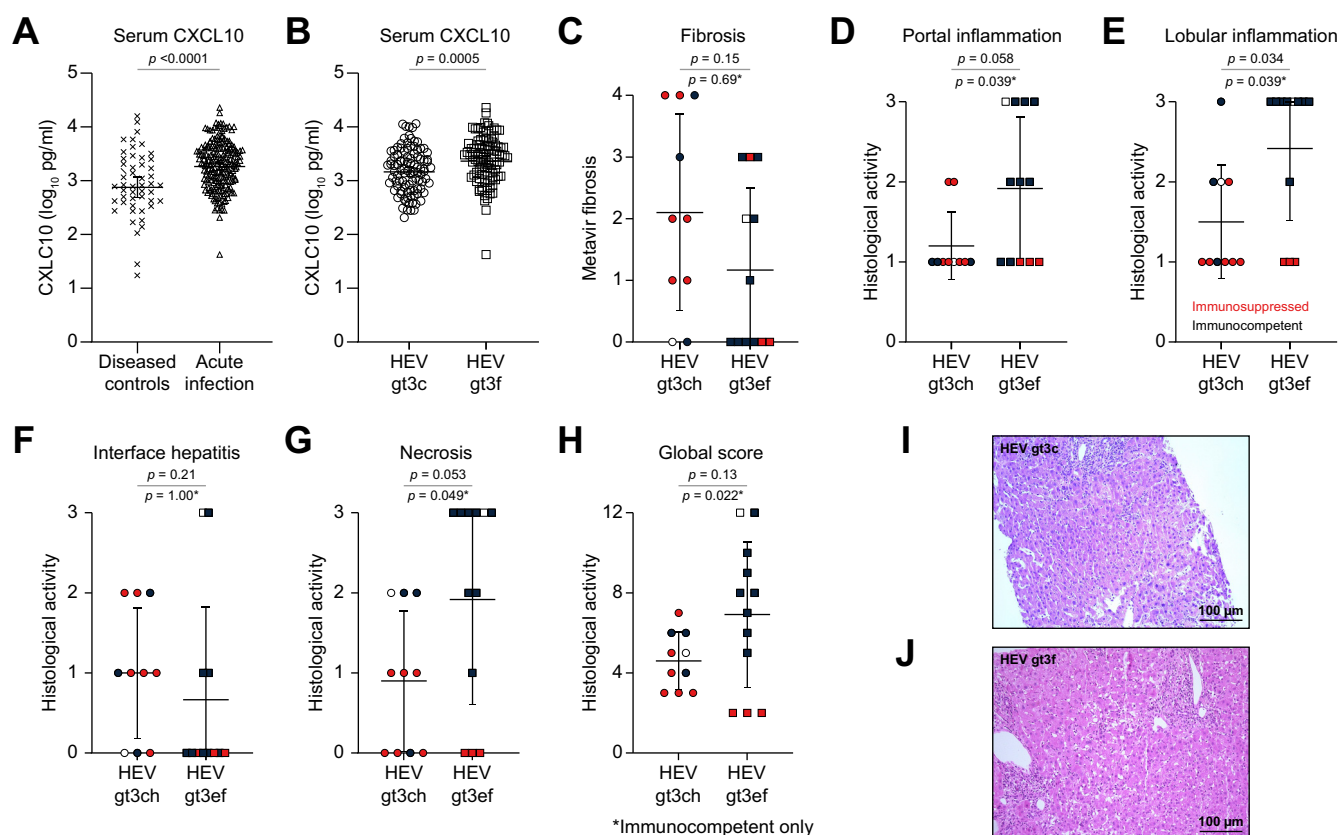 A
Serum CXCL10
p <0.0001
CXLC10 (log10 pg/ml)
5
4
3
2
1
0
Diseased controls
Acute infection
B
Serum CXCL10
p = 0.0005
CXLC10 (log10 pg/ml)
5
4
3
2
1
0
HEV gt3c
HEV gt3f
C
Fibrosis
p = 0.15
p = 0.69*
Metavir fibrosis
4
3
2
1
0
HEV gt3ch
HEV gt3ef
D
Portal inflammation
p = 0.058
p = 0.039*
Histological activity
3
2
1
0
HEV gt3ch
HEV gt3ef
E
Lobular inflammation
p = 0.034
p = 0.039*
Histological activity
3
2
1
0
Immunosuppressed
Immunocompetent
HEV gt3ch
HEV gt3ef
F
Interface hepatitis
p = 0.21
p = 1.00*
Histological activity
3
2
1
0
HEV gt3ch
HEV gt3ef
G
Necrosis
p = 0.053
p = 0.049*
Histological activity
3
2
1
0
HEV gt3ch
HEV gt3ef
H
Global score
p = 0.13
p = 0.022*
Histological activity
12
8
4
0
HEV gt3ch
HEV gt3ef
*Immunocompetent only
I
HEV gt3c
100 µm
J
HEV gt3f
100 µm